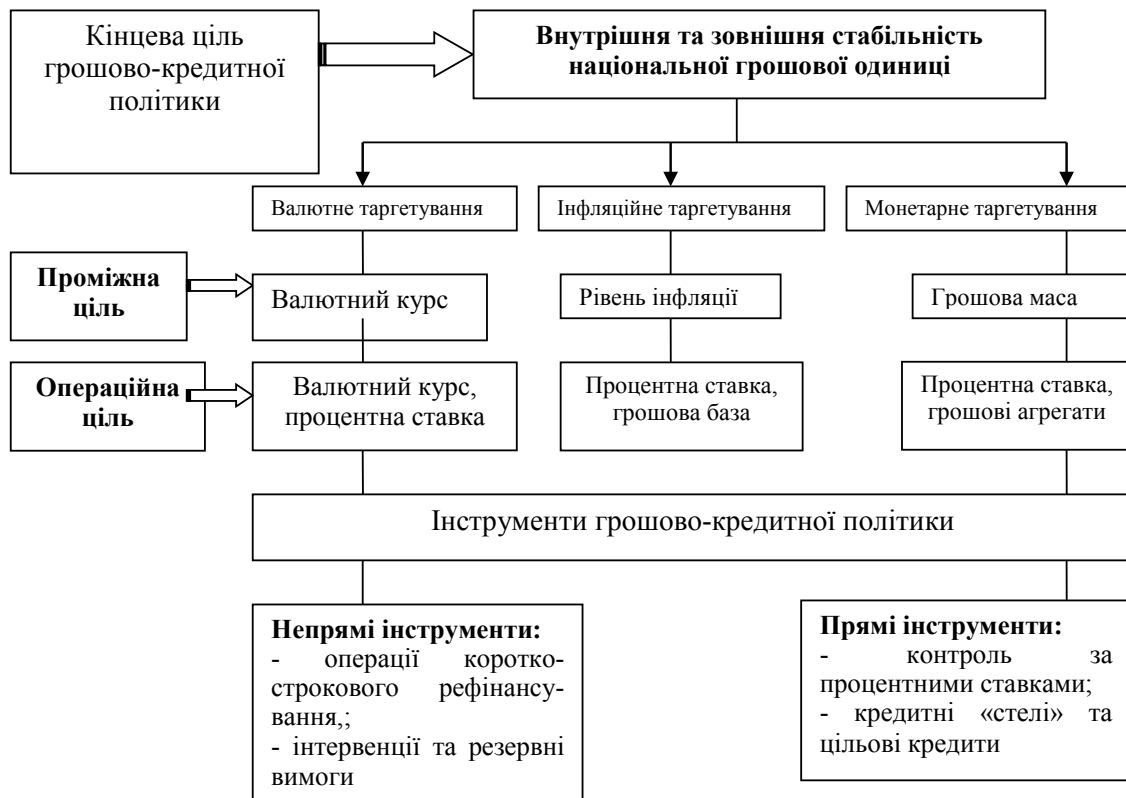 Кінцева ціль
грошово-кредитної
політики
Внутрішня та зовнішня стабільність
національної грошової одиниці
Валютне таргетування
Інфляційне таргетування
Монетарне таргетування
Проміжна
ціль
Валютний курс
Рівень інфляції
Грошова маса
Операційна
ціль
Валютний курс,
процентна ставка
Процентна ставка,
грошова база
Процентна ставка,
грошові агрегати
Інструменти грошово-кредитної політики
Непрямі інструменти:
- операції коротко-
строкового рефінансу-
вання,;
- інтервенції та резервні
вимоги
Прямі інструменти:
- контроль за
процентними ставками;
- кредитні «стелі» та
цільові кредити